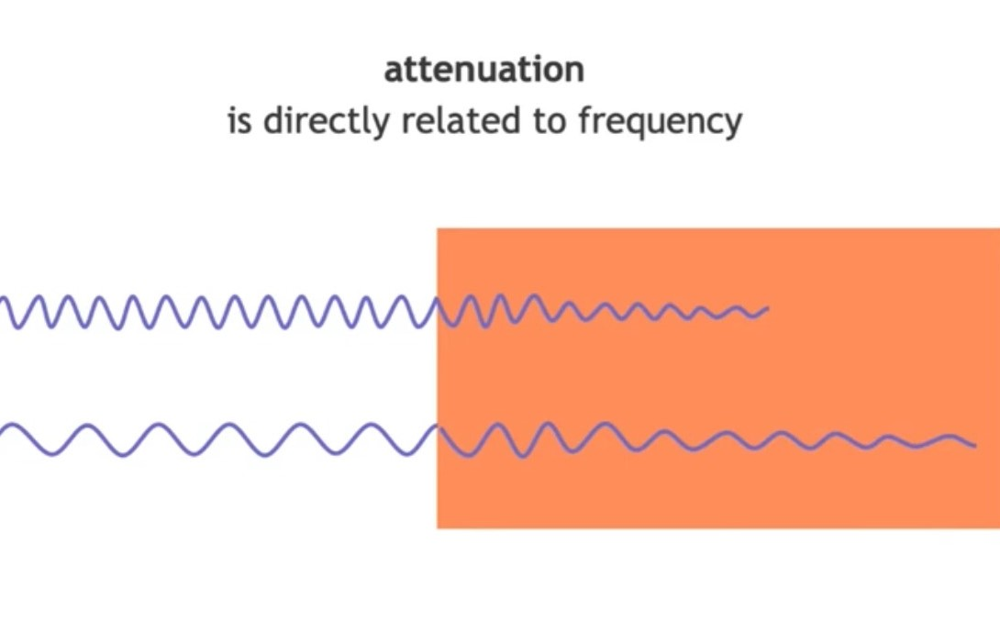 attenuation
is directly related to frequency